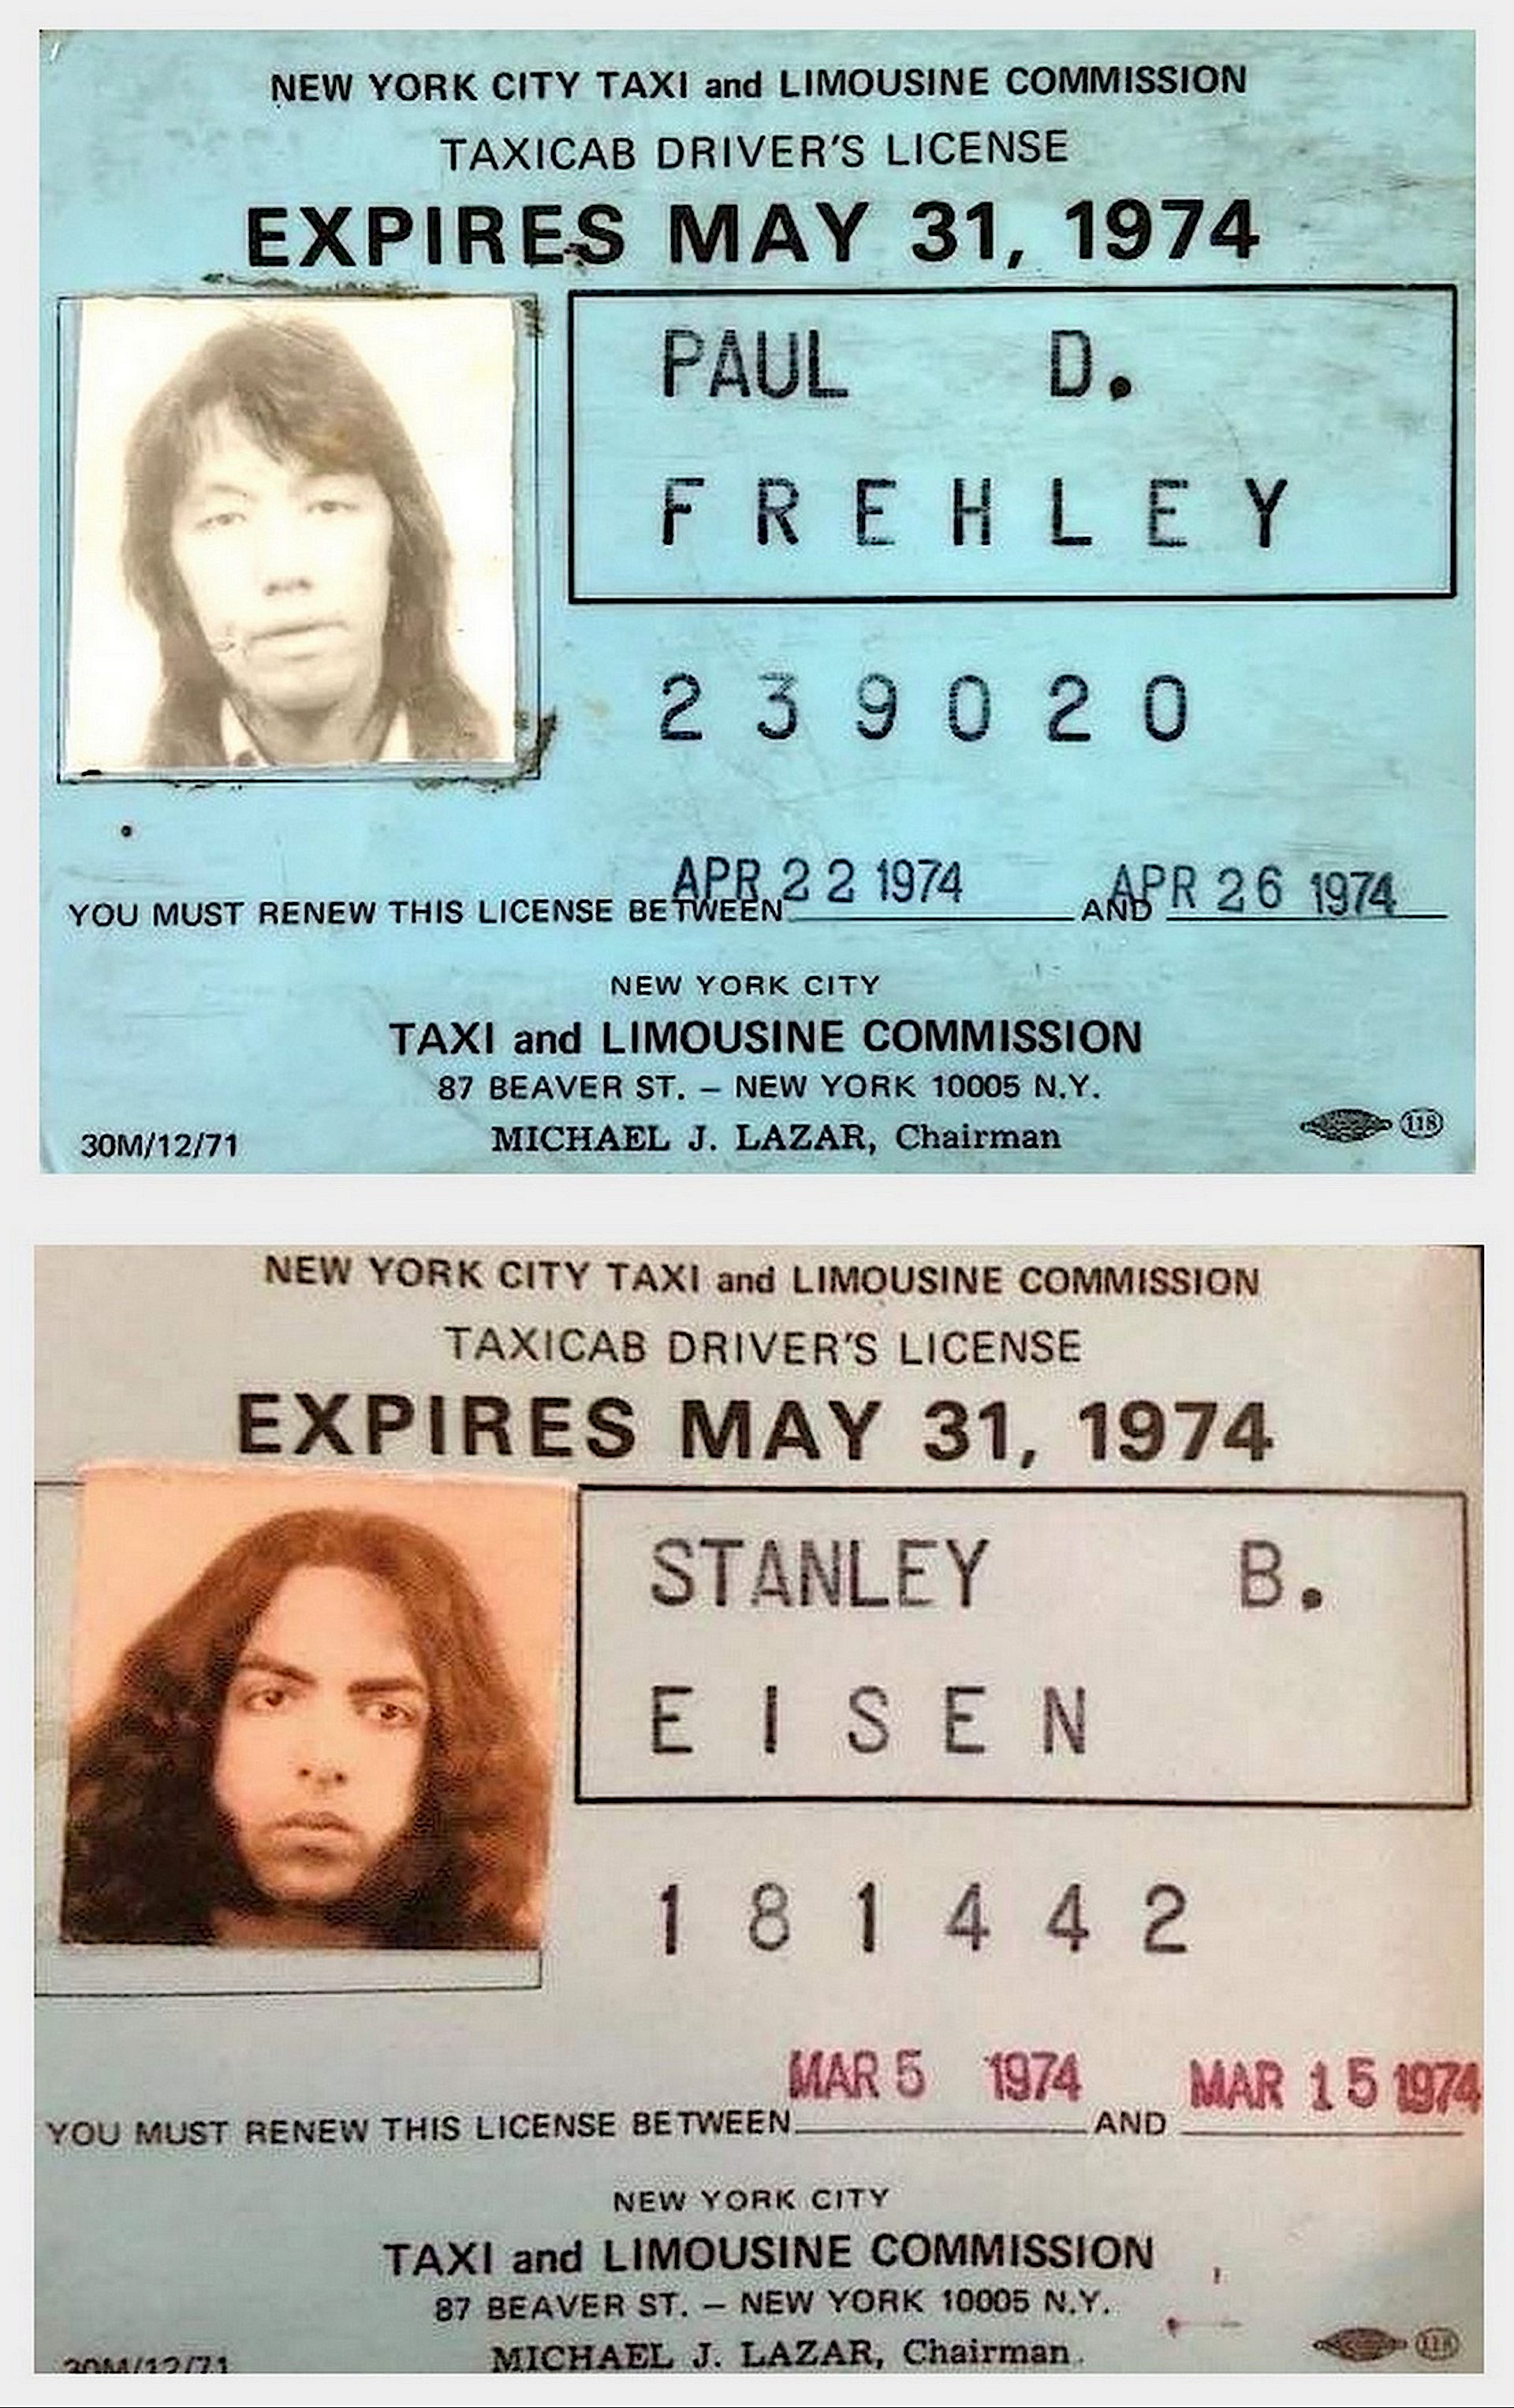 NEW YORK CITY TAXI and LIMOUSINE COMMISSION
TAXICAB DRIVER'S LICENSE
EXPIRES MAY 31, 1974
PAUL D.
FREHLEY
239020
YOU MUST RENEW THIS LICENSE BETWEEN APR 22 1974 AND APR 26 1974
NEW YORK CITY
TAXI and LIMOUSINE COMMISSION
87 BEAVER ST. – NEW YORK 10005 N.Y.
30M/12/71 MICHAEL J. LAZAR, Chairman 118
NEW YORK CITY TAXI and LIMOUSINE COMMISSION
TAXICAB DRIVER'S LICENSE
EXPIRES MAY 31, 1974
STANLEY B.
EISEN
181442
YOU MUST RENEW THIS LICENSE BETWEEN MAR 5 1974 AND MAR 15 1974
NEW YORK CITY
TAXI and LIMOUSINE COMMISSION
87 BEAVER ST. – NEW YORK 10005 N.Y.
30M/12/71 MICHAEL J. LAZAR, Chairman 118